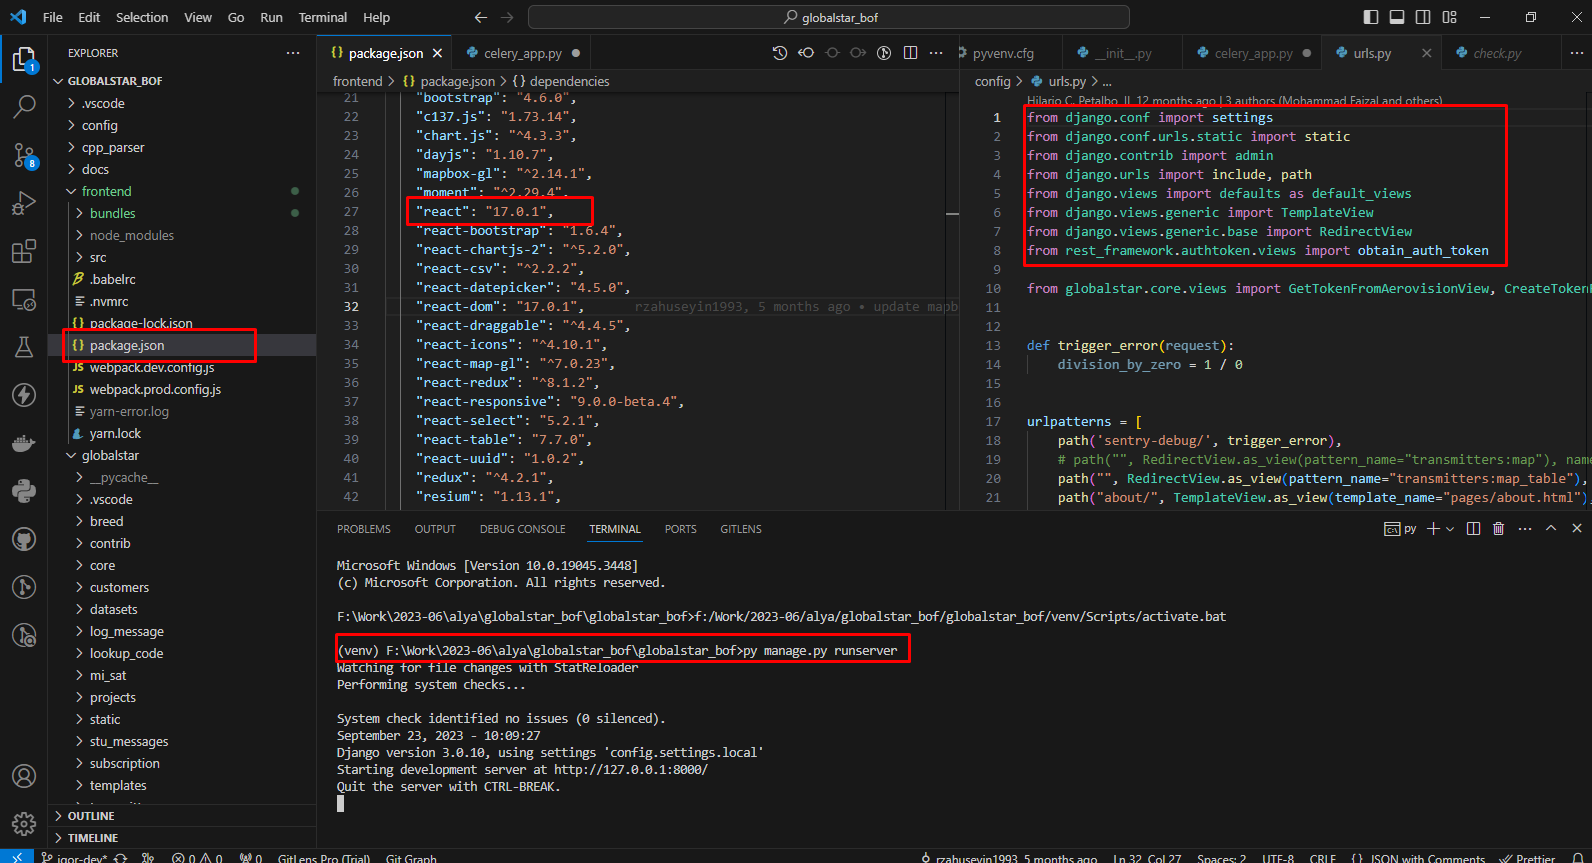 File Edit Selection View Go Run Terminal Help
globalstar_bof
EXPLORER
GLOBALSTAR_BOF
.vscode
config
cpp_parser
docs
frontend
bundles
node_modules
src
.babelrc
.nvmrc
package-lock.json
package.json
webpack.dev.config.js
webpack.prod.config.js
yarn-error.log
yarn.lock
globalstar
__pycache__
.vscode
breed
contrib
core
customers
datasets
log_message
lookup_code
mi_sat
projects
static
stu_messages
subscription
templates
OUTLINE
TIMELINE
1
8
package.json
celery_app.py
frontend > package.json > {} dependencies
21 "bootstrap": "4.6.0",
22 "c137.js": "1.73.14",
23 "chart.js": "^4.3.3",
24 "dayjs": "1.10.7",
25 "mapbox-gl": "^2.14.1",
26 "moment": "^2.29.4",
27 "react": "17.0.1",
28 "react-bootstrap": "1.6.4",
29 "react-chartjs-2": "^5.2.0",
30 "react-csv": "^2.2.2",
31 "react-datepicker": "4.5.0",
32 "react-dom": "17.0.1", rzahuseyin1993, 5 months ago • update mapb
33 "react-draggable": "^4.4.5",
34 "react-icons": "^4.10.1",
35 "react-map-gl": "^7.0.23",
36 "react-redux": "^8.1.2",
37 "react-responsive": "9.0.0-beta.4",
38 "react-select": "5.2.1",
39 "react-table": "7.7.0",
40 "react-uuid": "1.0.2",
41 "redux": "^4.2.1",
42 "resium": "1.13.1",
pyvenv.cfg
__init__.py
celery_app.py
urls.py
check.py
config > urls.py > ...
Hilario C. Petalbo, II, 12 months ago | 3 authors (Mohammad Faizal and others)
1 from django.conf import settings
2 from django.conf.urls.static import static
3 from django.contrib import admin
4 from django.urls import include, path
5 from django.views import defaults as default_views
6 from django.views.generic import TemplateView
7 from django.views.generic.base import RedirectView
8 from rest_framework.authtoken.views import obtain_auth_token
9
10 from globalstar.core.views import GetTokenFromAerovisionView, CreateToken
11
12
13 def trigger_error(request):
14 division_by_zero = 1 / 0
15
16
17 urlpatterns = [
18 path('sentry-debug/', trigger_error),
19 # path("", RedirectView.as_view(pattern_name="transmitters:map"), nam
20 path("", RedirectView.as_view(pattern_name="transmitters:map_table"),
21 path("about/", TemplateView.as_view(template_name="pages/about.html")
PROBLEMS OUTPUT DEBUG CONSOLE TERMINAL PORTS GITLENS
py
Microsoft Windows [Version 10.0.19045.3448]
(c) Microsoft Corporation. All rights reserved.
F:\Work\2023-06\alya\globalstar_bof\globalstar_bof>f:/Work/2023-06/alya/globalstar_bof/globalstar_bof/venv/Scripts/activate.bat
(venv) F:\Work\2023-06\alya\globalstar_bof\globalstar_bof>py manage.py runserver
Watching for file changes with StatReloader
Performing system checks...
System check identified no issues (0 silenced).
September 23, 2023 - 10:09:27
Django version 3.0.10, using settings 'config.settings.local'
Starting development server at http://127.0.0.1:8000/
Quit the server with CTRL-BREAK.
igor-dev* 0 0 0 GitLens Pro (Trial) Git Graph rzahuseyin1993, 5 months ago Ln 32, Col 27 Spaces: 2 UTF-8 CRLF {} JSON with Comments Prettier